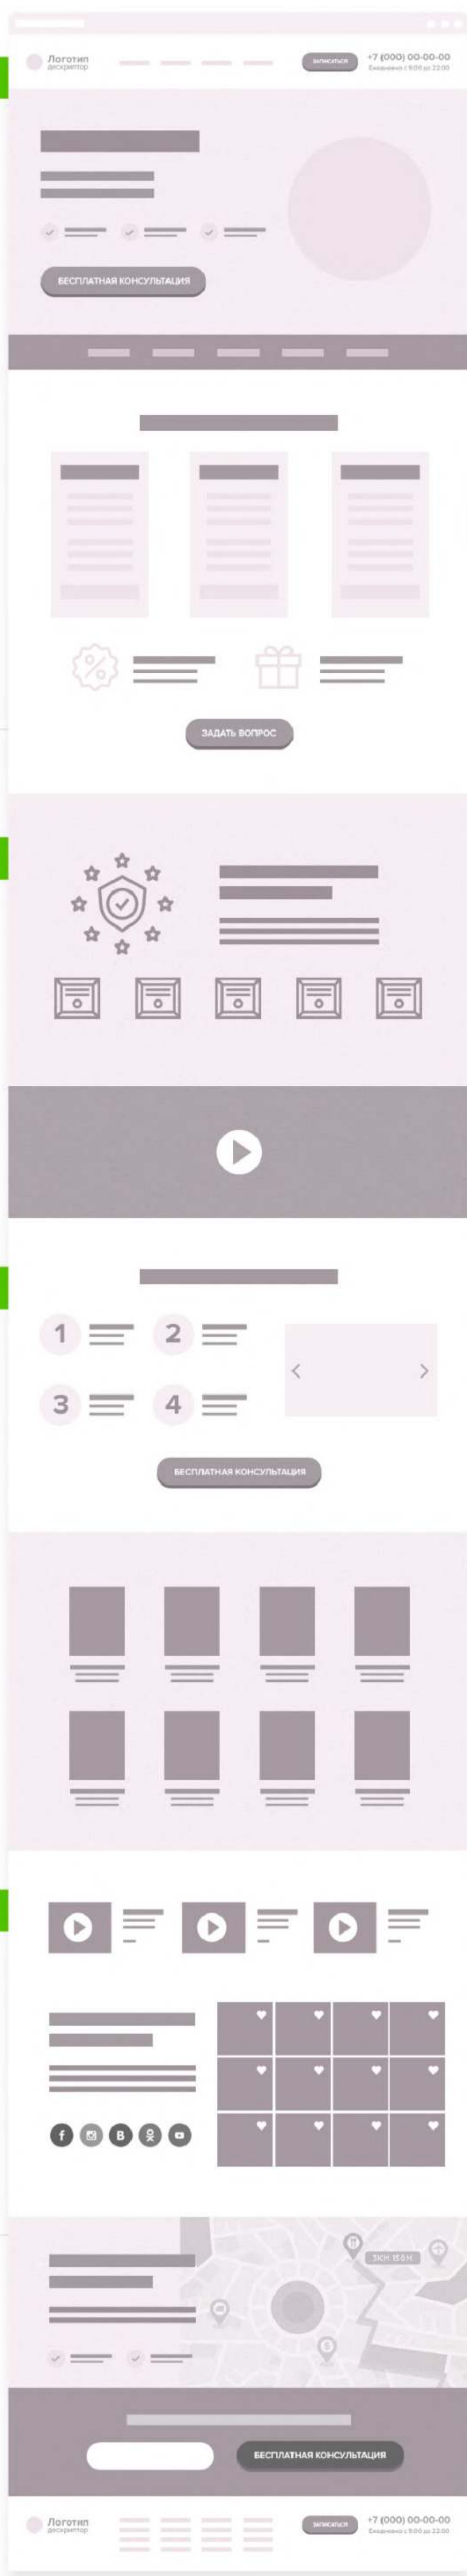 Логотип
дескриптор
ЗАПИСАТЬСЯ
+7 (000) 00-00-00
Ежедневно с 9:00 до 22:00
БЕСПЛАТНАЯ КОНСУЛЬТАЦИЯ
ЗАДАТЬ ВОПРОС
1
2
3
4
БЕСПЛАТНАЯ КОНСУЛЬТАЦИЯ
БЕСПЛАТНАЯ КОНСУЛЬТАЦИЯ
Логотип
дескриптор
ЗАПИСАТЬСЯ
+7 (000) 00-00-00
Ежедневно с 9:00 до 22:00